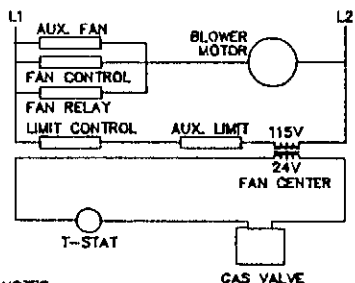 L1 L2
AUX. FAN
BLOWER
MOTOR
FAN CONTROL
FAN RELAY
LIMIT CONTROL AUX. LIMIT 115V
24V
FAN CENTER
T-STAT
GAS VALVE